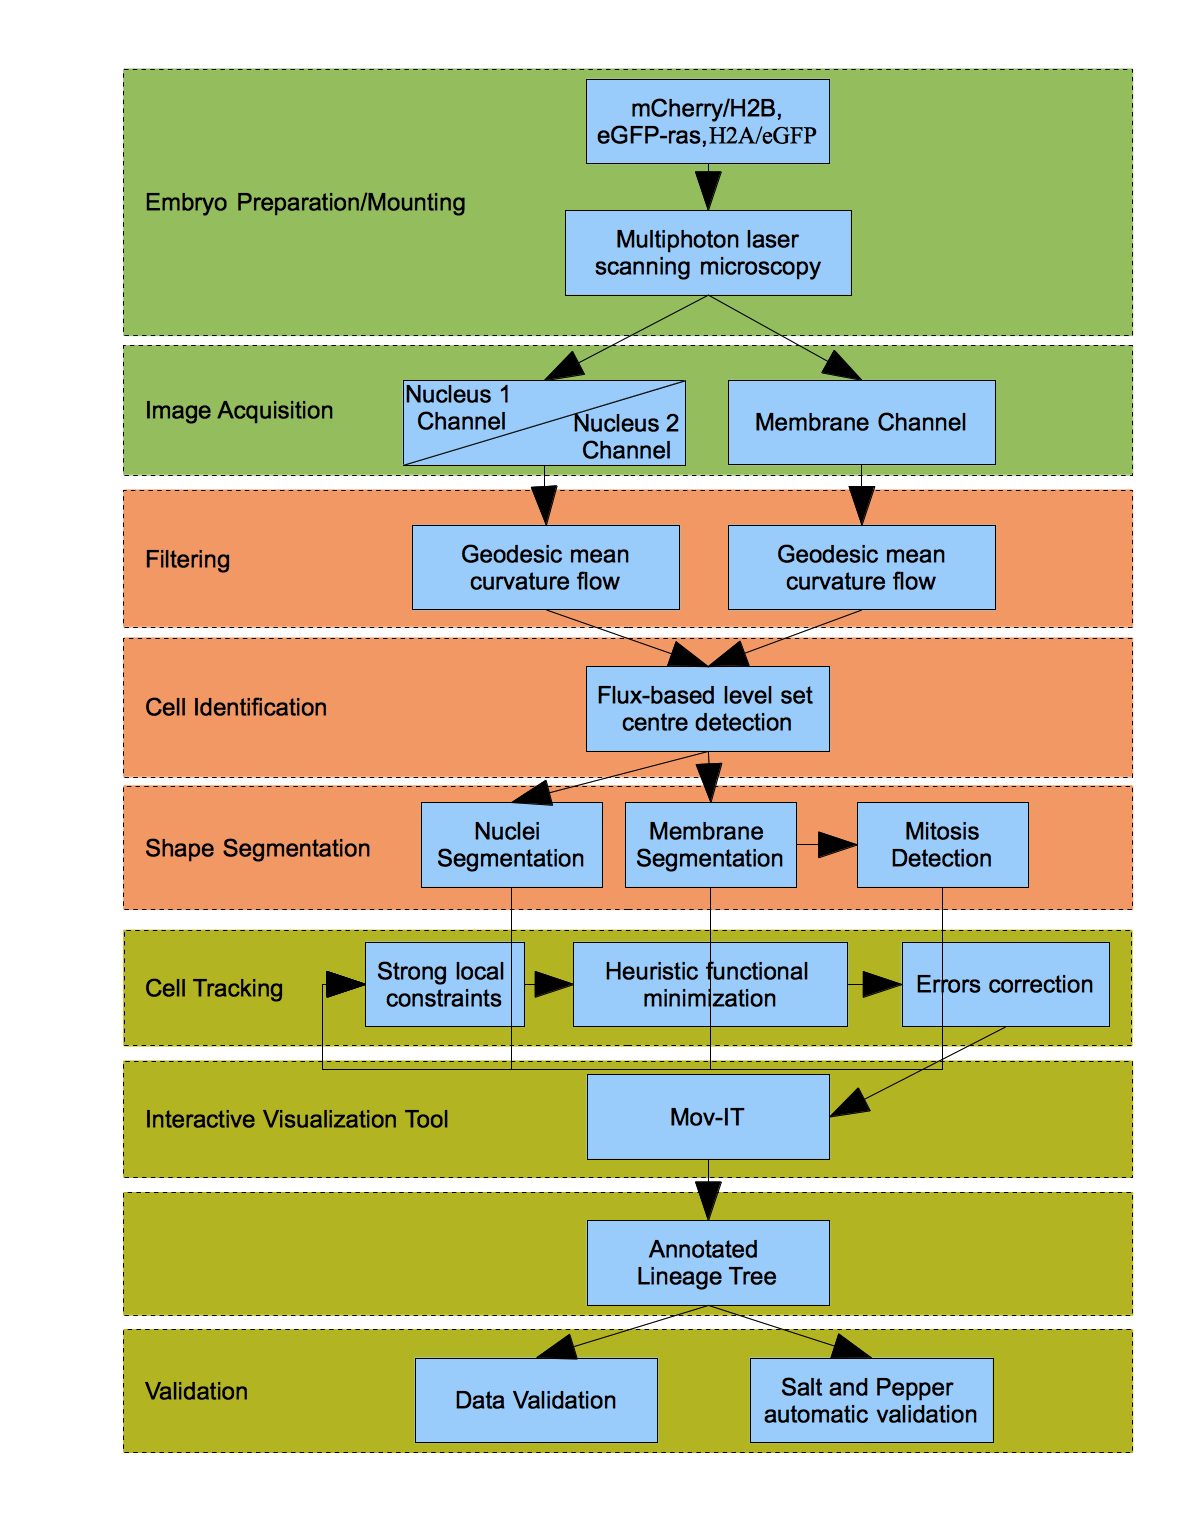 mCherry/H2B,
eGFP-ras,H2A/eGFP
Embryo Preparation/Mounting
Multiphoton laser
scanning microscopy
Image Acquisition
Nucleus 1
Channel
Nucleus 2
Channel
Membrane Channel
Filtering
Geodesic mean
curvature flow
Geodesic mean
curvature flow
Cell Identification
Flux-based level set
centre detection
Shape Segmentation
Nuclei
Segmentation
Membrane
Segmentation
Mitosis
Detection
Cell Tracking
Strong local
constraints
Heuristic functional
minimization
Errors correction
Interactive Visualization Tool
Mov-IT
Annotated
Lineage Tree
Validation
Data Validation
Salt and Pepper
automatic validation